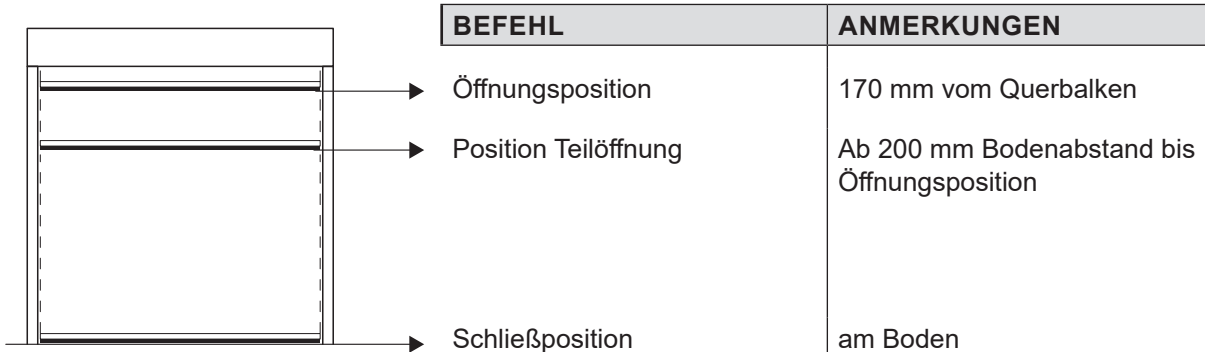 BEFEHL ANMERKUNGEN
Öffnungsposition 170 mm vom Querbalken
Position Teilöffnung Ab 200 mm Bodenabstand bis
Öffnungsposition
Schließposition am Boden